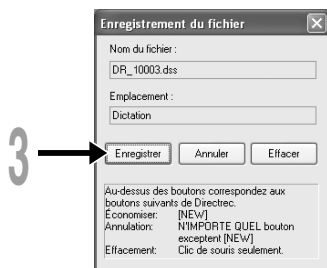 Enregistrement du fichier
Nom du fichier :
DR_10003.dss
Emplacement :
Dictation
3
Enregistrer Annuler Effacer
Au-dessus des boutons correspondez aux
boutons suivants de Directrec.
Économiser: [NEW]
Annulation: N'IMPORTE QUEL bouton
exceptent [NEW]
Effacement: Clic de souris seulement.